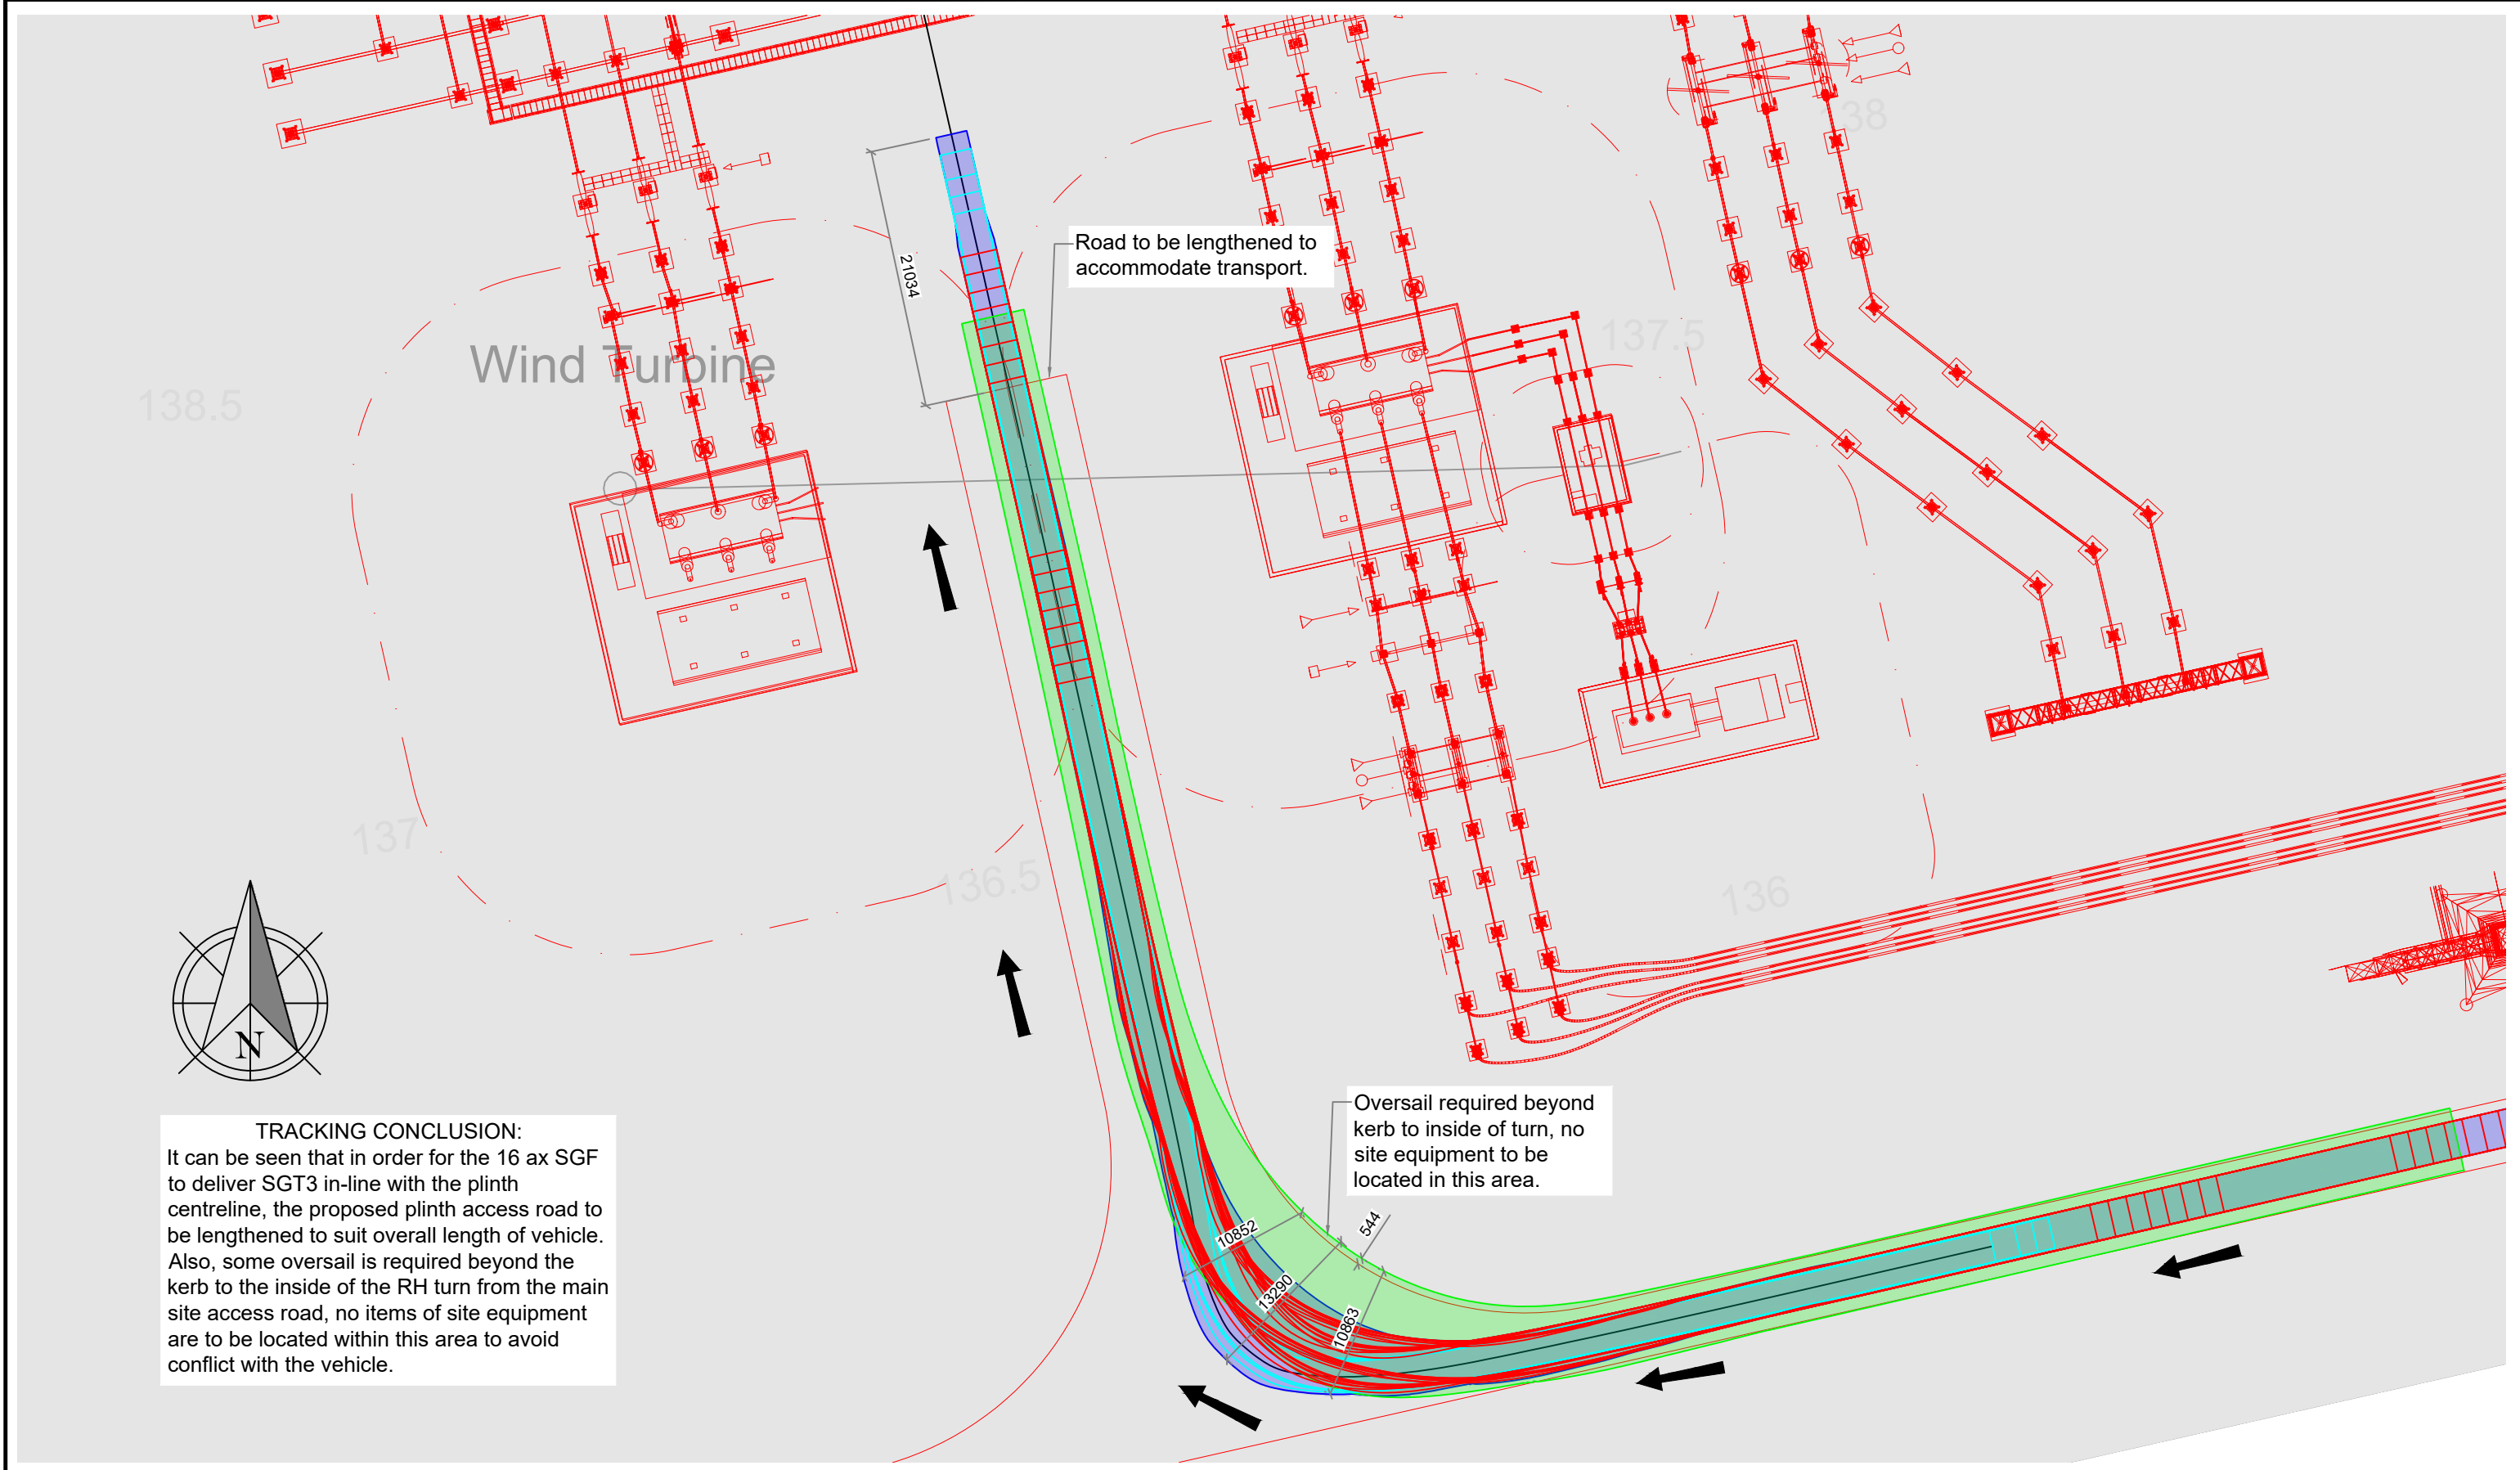 38
21034
Road to be lengthened to
accommodate transport.
137.5
Wind Turbine
138.5
137
136.5
136
N
Oversail required beyond
kerb to inside of turn, no
site equipment to be
located in this area.
TRACKING CONCLUSION:
It can be seen that in order for the 16 ax SGF
to deliver SGT3 in-line with the plinth
centreline, the proposed plinth access road to
be lengthened to suit overall length of vehicle.
Also, some oversail is required beyond the
kerb to the inside of the RH turn from the main
site access road, no items of site equipment
are to be located within this area to avoid
conflict with the vehicle.
10852
544
13290
10863